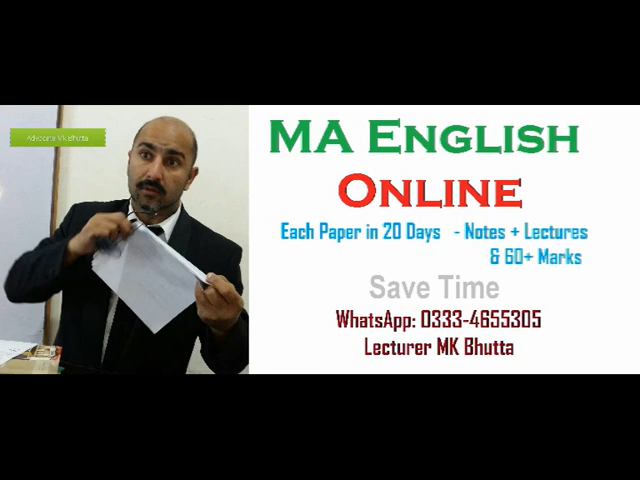 Advocate MK Bhutta
MA ENGLISH
ONLINE
Each Paper in 20 Days - Notes + Lectures
& 60+ Marks
Save Time
WhatsApp: 0333-4655305
Lecturer MK Bhutta